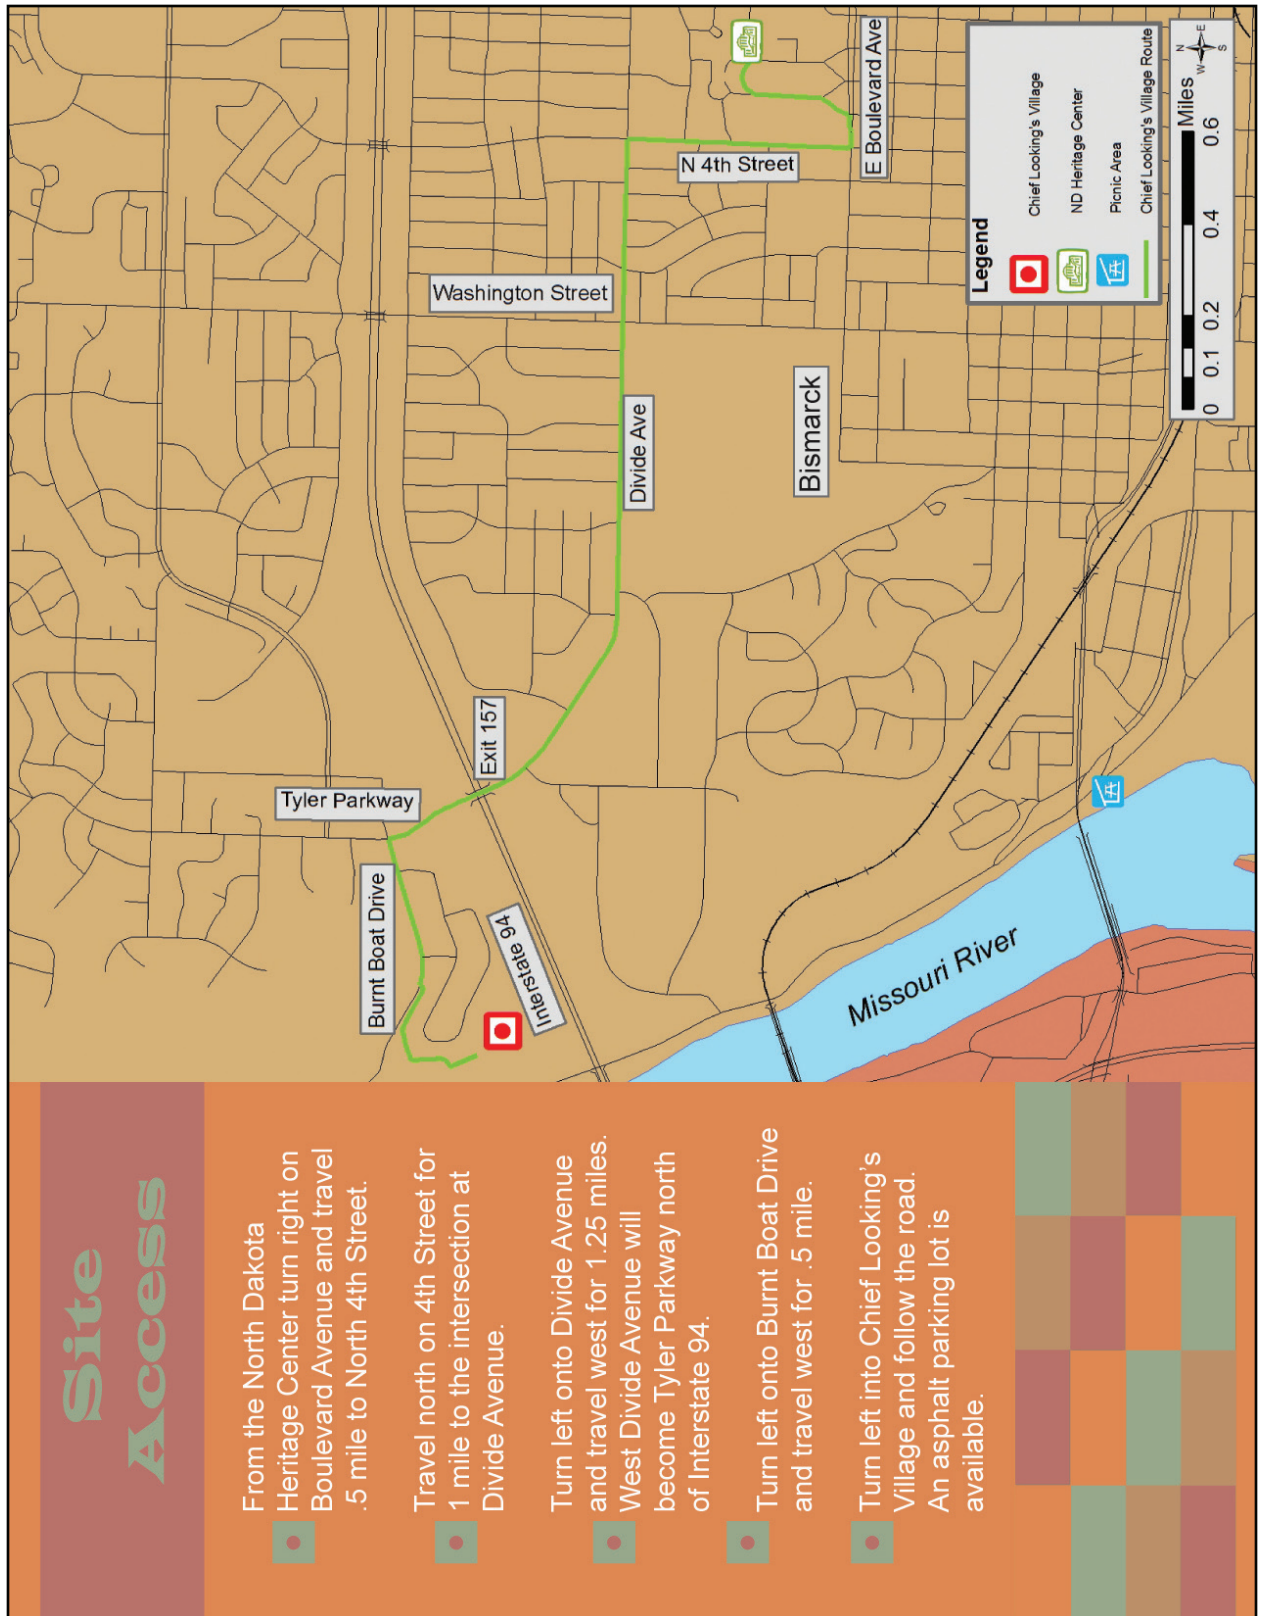 Site
Access
From the North Dakota
Heritage Center turn right on
Boulevard Avenue and travel
.5 mile to North 4th Street.
Travel north on 4th Street for
1 mile to the intersection at
Divide Avenue.
Turn left onto Divide Avenue
and travel west for 1.25 miles.
West Divide Avenue will
become Tyler Parkway north
of Interstate 94.
Turn left onto Burnt Boat Drive
and travel west for .5 mile.
Turn left into Chief Looking's
Village and follow the road.
An asphalt parking lot is
available.
Tyler Parkway
Burnt Boat Drive
Exit 157
Interstate 94
Washington Street
Divide Ave
N 4th Street
E Boulevard Ave
Bismarck
Missouri River
Legend
Chief Looking's Village
ND Heritage Center
Picnic Area
Chief Looking's Village Route
0 0.1 0.2 0.4 0.6
Miles
N
W E
S